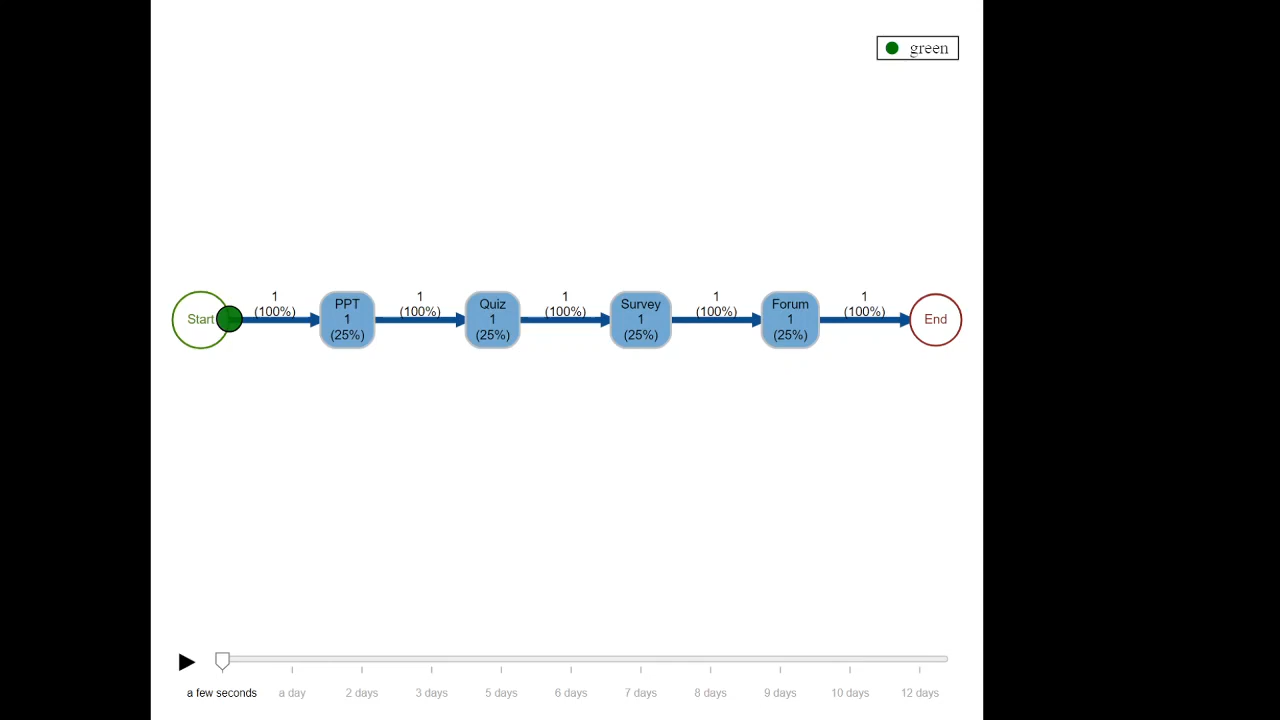 green
1
(100%)
1
(100%)
1
(100%)
1
(100%)
1
(100%)
Start
PPT
1
(25%)
Quiz
1
(25%)
Survey
1
(25%)
Forum
1
(25%)
End
a few seconds
a day
2 days
3 days
5 days
6 days
7 days
8 days
9 days
10 days
12 days